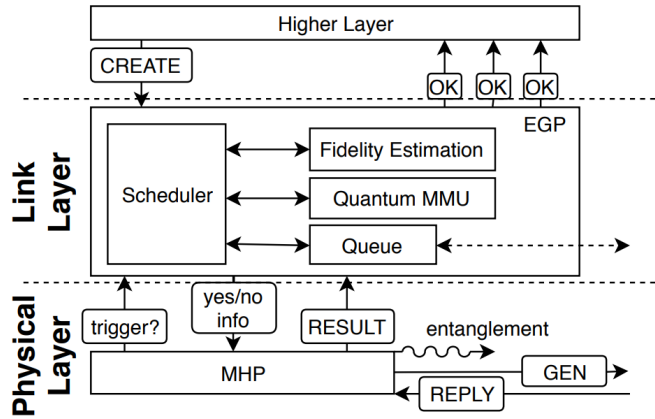 Higher Layer
CREATE
OK
OK
OK
EGP
Link
Layer
Scheduler
Fidelity Estimation
Quantum MMU
Queue
trigger?
yes/no
info
RESULT
entanglement
Physical
Layer
MHP
GEN
REPLY